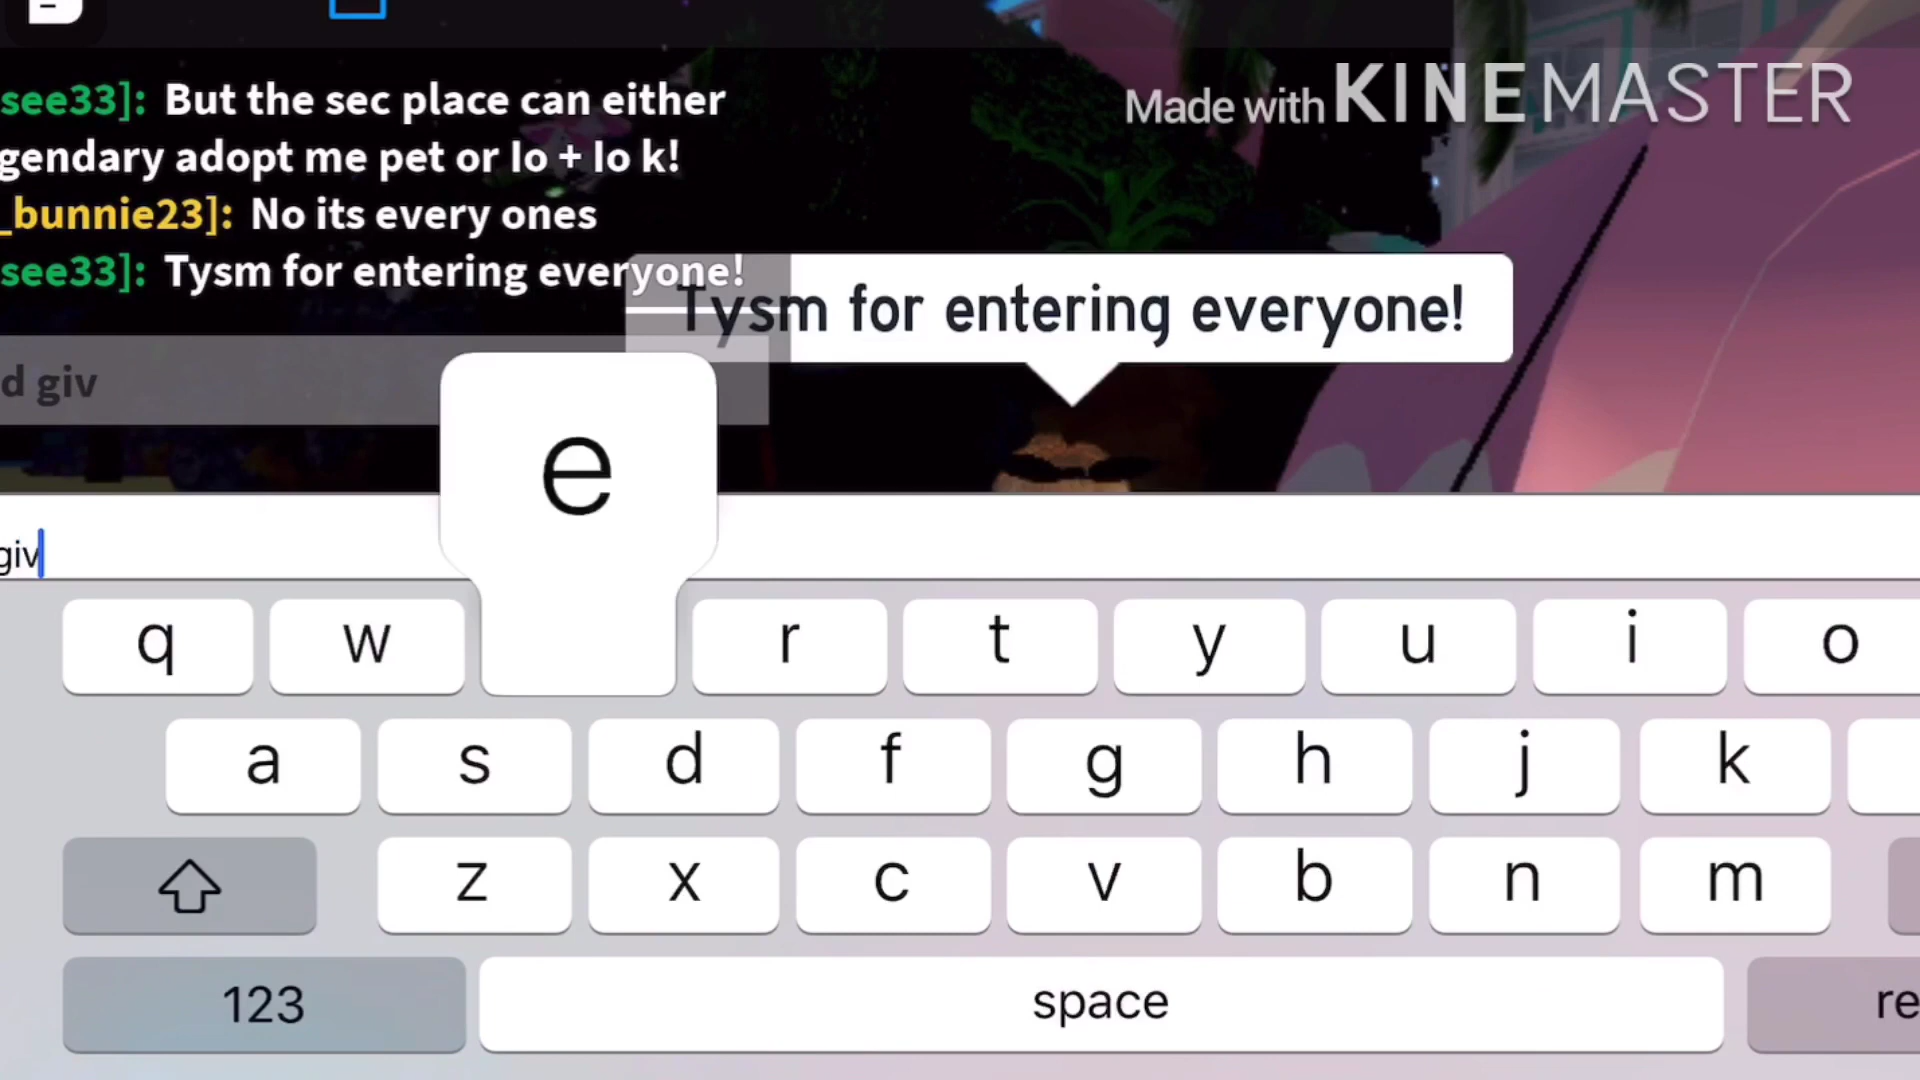 see33]: But the sec place can either
gendary adopt me pet or lo + lo k!
_bunnie23]: No its every ones
see33]: Tysm for entering everyone!
Made with KINEMASTER
Tysm for entering everyone!
d giv
giv
e
q w r t y u i o
a s d f g h j k
z x c v b n m
123 space re